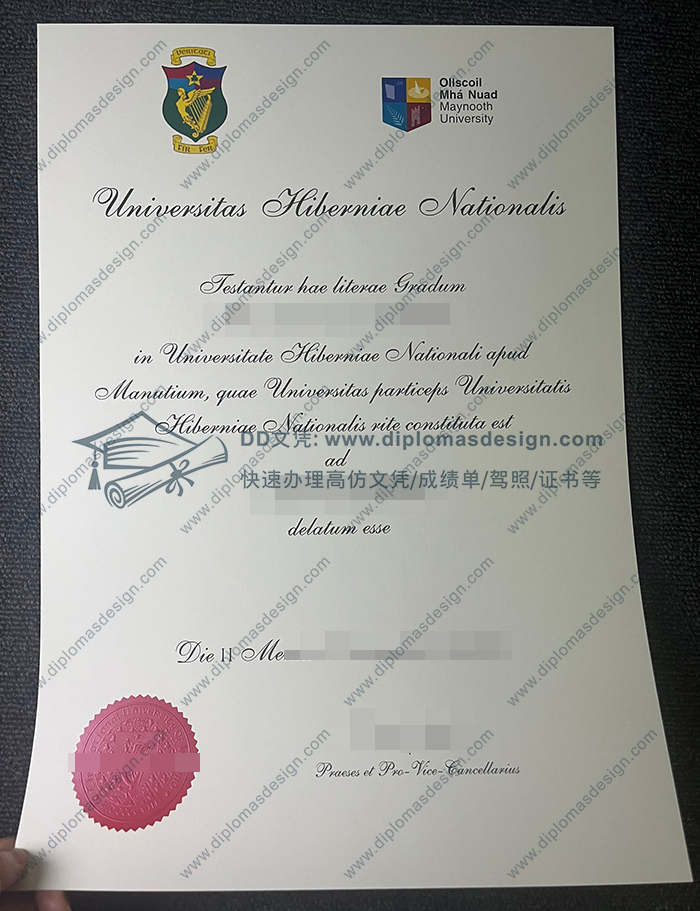 VERITATI
FIR FER
Ollscoil
Mhá Nuad
Maynooth
University
Universitas Hiberniae Nationalis
Testantur hae literae Gradum
in Universitate Hiberniae Nationali apud
Manutium, quae Universitas particeps Universitatis
Hiberniae Nationalis rite constituta est
DD文凭: www.diplomasdesign.com
ad
快速办理高仿文凭/成绩单/驾照/证书等
delatum esse
Die II Me
Praeses et Pro-Vice-Cancellarius
www.diplomasdesign.com